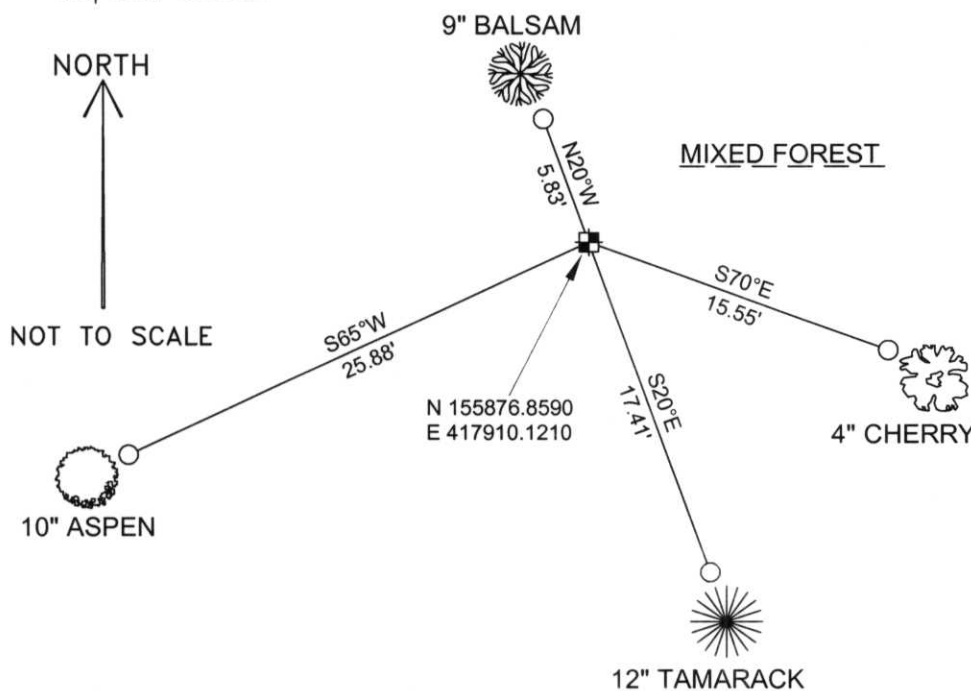 9" BALSAM
NORTH
MIXED FOREST
N20°W
5.83'
S70°E
15.55'
NOT TO SCALE
S65°W
25.88'
S20°E
17.41'
N 155876.8590
E 417910.1210
4" CHERRY
10" ASPEN
12" TAMARACK